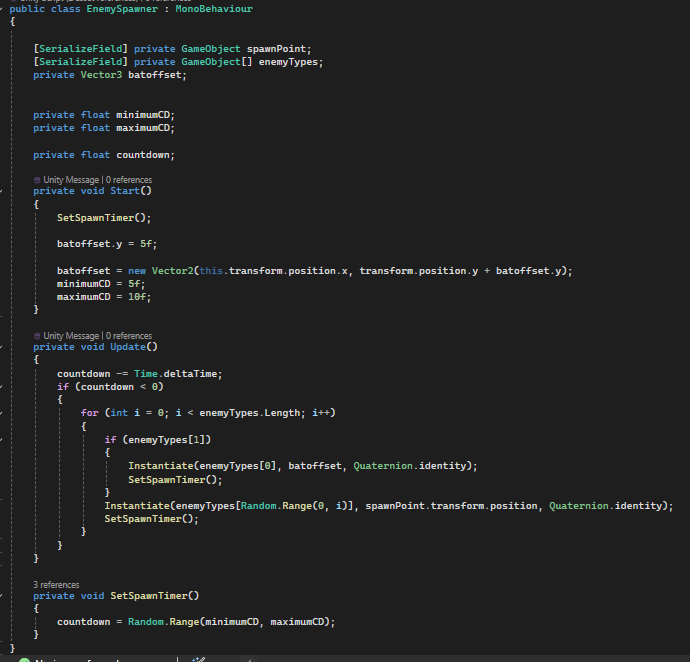 public class EnemySpawner : MonoBehaviour
{
[SerializeField] private GameObject spawnPoint;
[SerializeField] private GameObject[] enemyTypes;
private Vector3 batoffset;
private float minimumCD;
private float maximumCD;
private float countdown;
Unity Message | 0 references
private void Start()
{
SetSpawnTimer();
batoffset.y = 5f;
batoffset = new Vector2(this.transform.position.x, transform.position.y + batoffset.y);
minimumCD = 5f;
maximumCD = 10f;
}
Unity Message | 0 references
private void Update()
{
countdown -= Time.deltaTime;
if (countdown < 0)
{
for (int i = 0; i < enemyTypes.Length; i++)
{
if (enemyTypes[1])
{
Instantiate(enemyTypes[0], batoffset, Quaternion.identity);
SetSpawnTimer();
}
Instantiate(enemyTypes[Random.Range(0, i)], spawnPoint.transform.position, Quaternion.identity);
SetSpawnTimer();
}
}
}
3 references
private void SetSpawnTimer()
{
countdown = Random.Range(minimumCD, maximumCD);
}
}